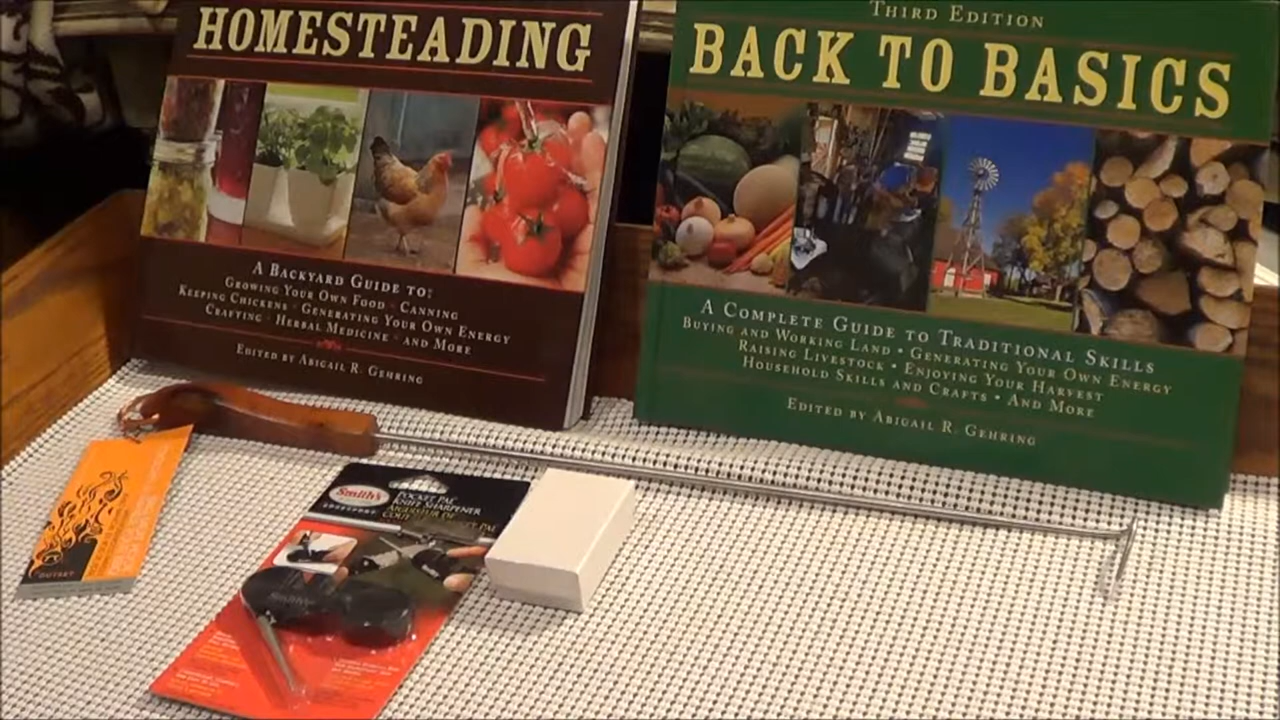 HOMESTEADING
A BACKYARD GUIDE TO:
GROWING YOUR OWN FOOD · CANNING
KEEPING CHICKENS · GENERATING YOUR OWN ENERGY
CRAFTING · HERBAL MEDICINE · AND MORE
EDITED BY ABIGAIL R. GEHRING
THIRD EDITION
BACK TO BASICS
A COMPLETE GUIDE TO TRADITIONAL SKILLS
BUYING AND WORKING LAND • GENERATING YOUR OWN ENERGY
RAISING LIVESTOCK • ENJOYING YOUR HARVEST
HOUSEHOLD SKILLS AND CRAFTS • AND MORE
EDITED BY ABIGAIL R. GEHRING
OUTSET
Smith's
POCKET PAL
KNIFE SHARPENER